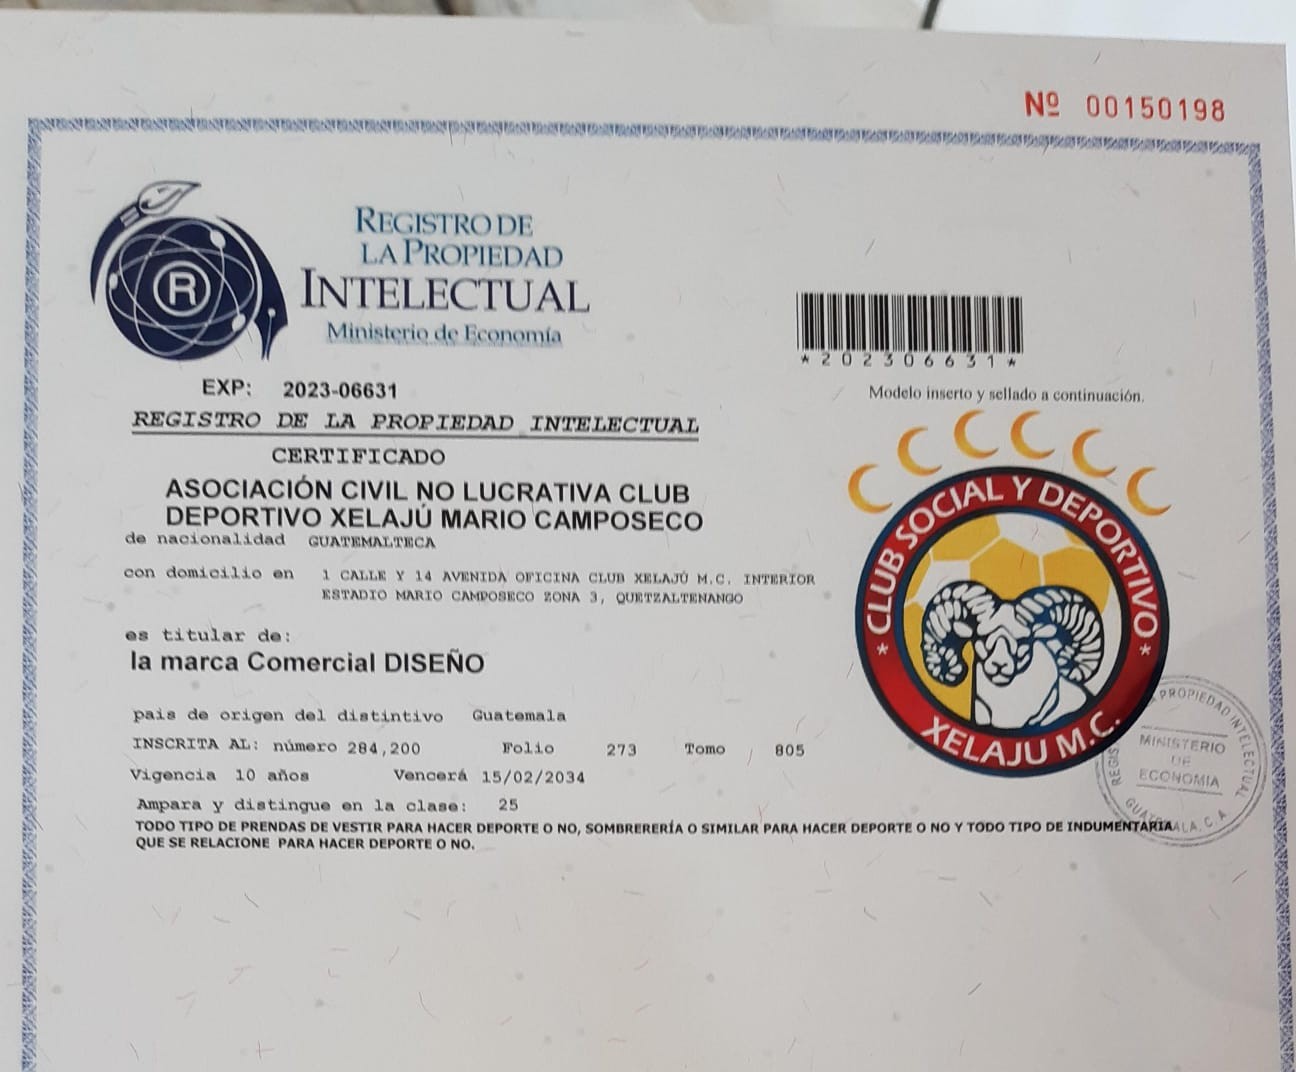 Nº 00150198
REGISTRO DE
LA PROPIEDAD
INTELECTUAL
Ministerio de Economía
R
*202306631*
EXP: 2023-06631
Modelo inserto y sellado a continuación.
REGISTRO DE LA PROPIEDAD INTELECTUAL
CERTIFICADO
ASOCIACIÓN CIVIL NO LUCRATIVA CLUB
DEPORTIVO XELAJÚ MARIO CAMPOSECO
de nacionalidad GUATEMALTECA
con domicilio en 1 CALLE Y 14 AVENIDA OFICINA CLUB XELAJÚ M.C. INTERIOR
ESTADIO MARIO CAMPOSECO ZONA 3, QUETZALTENANGO
es titular de:
la marca Comercial DISEÑO
* CLUB SOCIAL Y DEPORTIVO *
XELAJU M.C.
pais de origen del distintivo Guatemala
INSCRITA AL: número 284,200 Folio 273 Tomo 805
Vigencia 10 años Vencerá 15/02/2034
Ampara y distingue en la clase: 25
TODO TIPO DE PRENDAS DE VESTIR PARA HACER DEPORTE O NO, SOMBRERERÍA O SIMILAR PARA HACER DEPORTE O NO Y TODO TIPO DE INDUMENTARIA
QUE SE RELACIONE PARA HACER DEPORTE O NO.
PROPIEDAD INTELECTUAL
MINISTERIO
DE
ECONOMIA